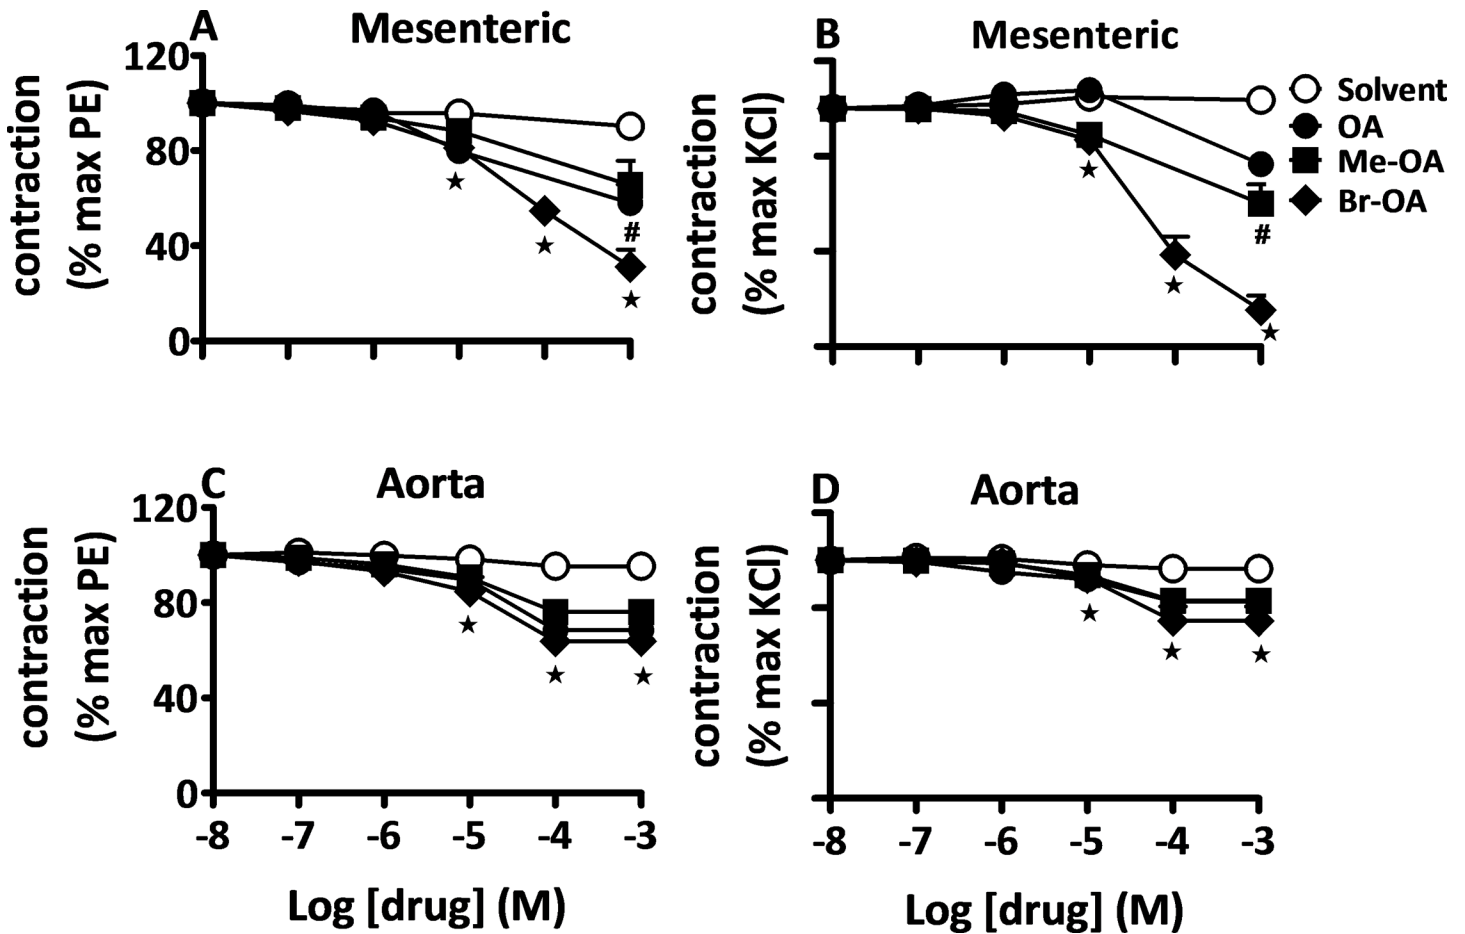 A Mesenteric
contraction
(% max PE)
120
80
40
0
#
B Mesenteric
contraction
(% max KCl)
#
Solvent
OA
Me-OA
Br-OA
C Aorta
contraction
(% max PE)
120
80
40
0
-8 -7 -6 -5 -4 -3
Log [drug] (M)
D Aorta
contraction
(% max KCl)
-8 -7 -6 -5 -4 -3
Log [drug] (M)